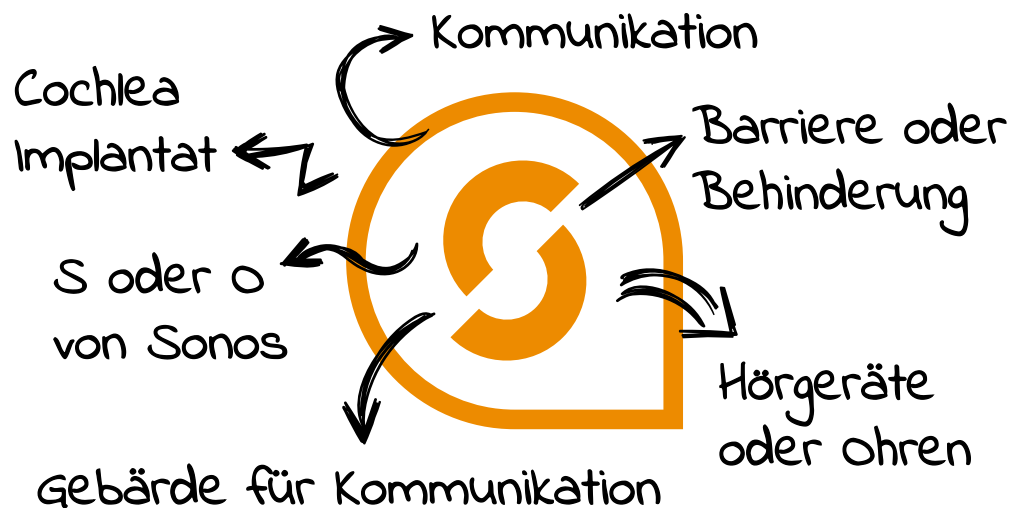 Kommunikation
Cochlea
Implantat
Barriere oder
Behinderung
S oder O
von Sonos
Hörgeräte
oder Ohren
Gebärde für Kommunikation